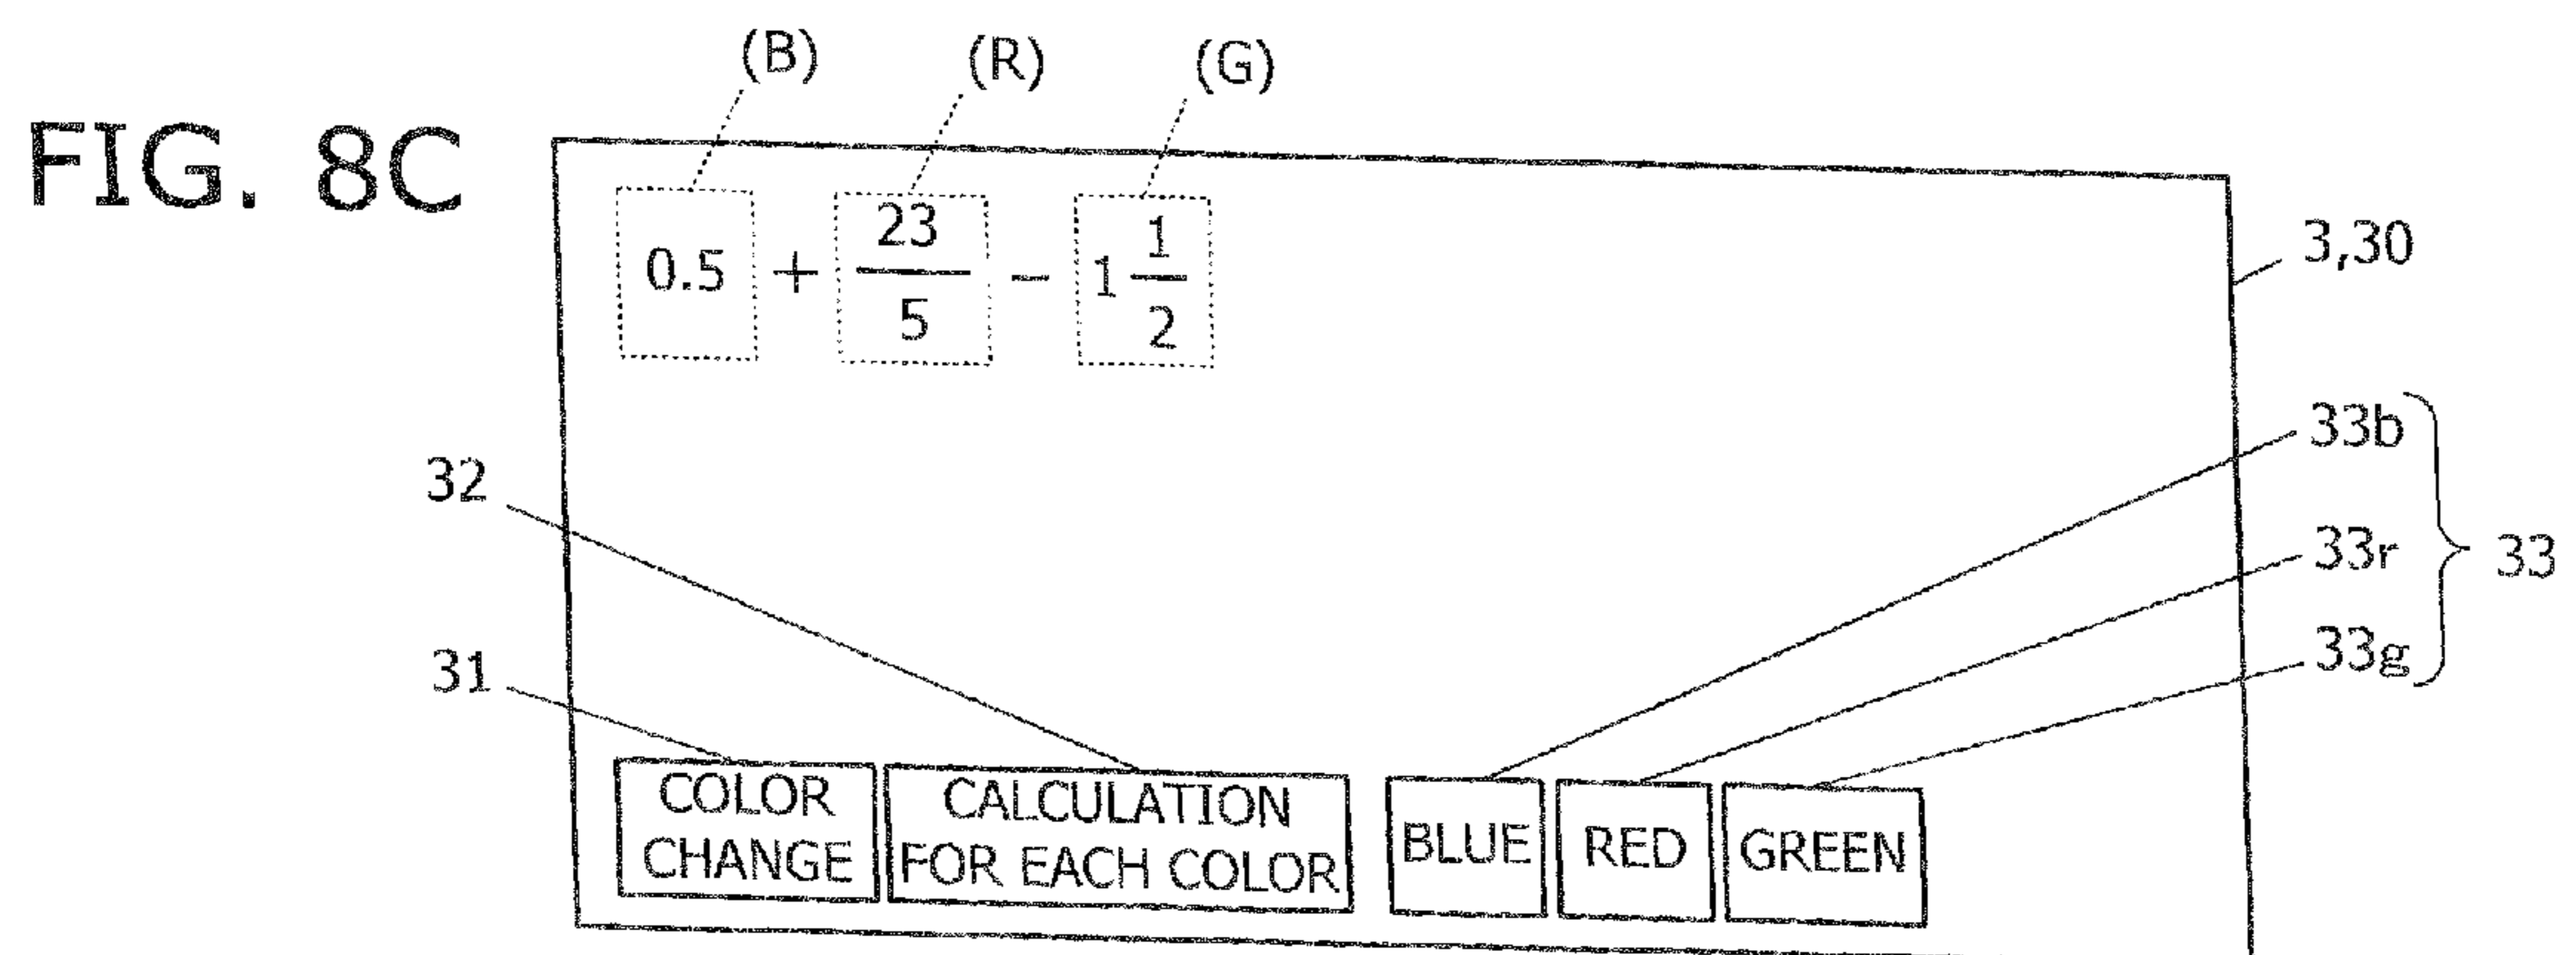 (B) (R) (G)
FIG. 8C
0.5 + 23/5 − 1 1/2
3,30
33b
32
33r
33
33g
31
COLOR CHANGE
CALCULATION FOR EACH COLOR
BLUE
RED
GREEN